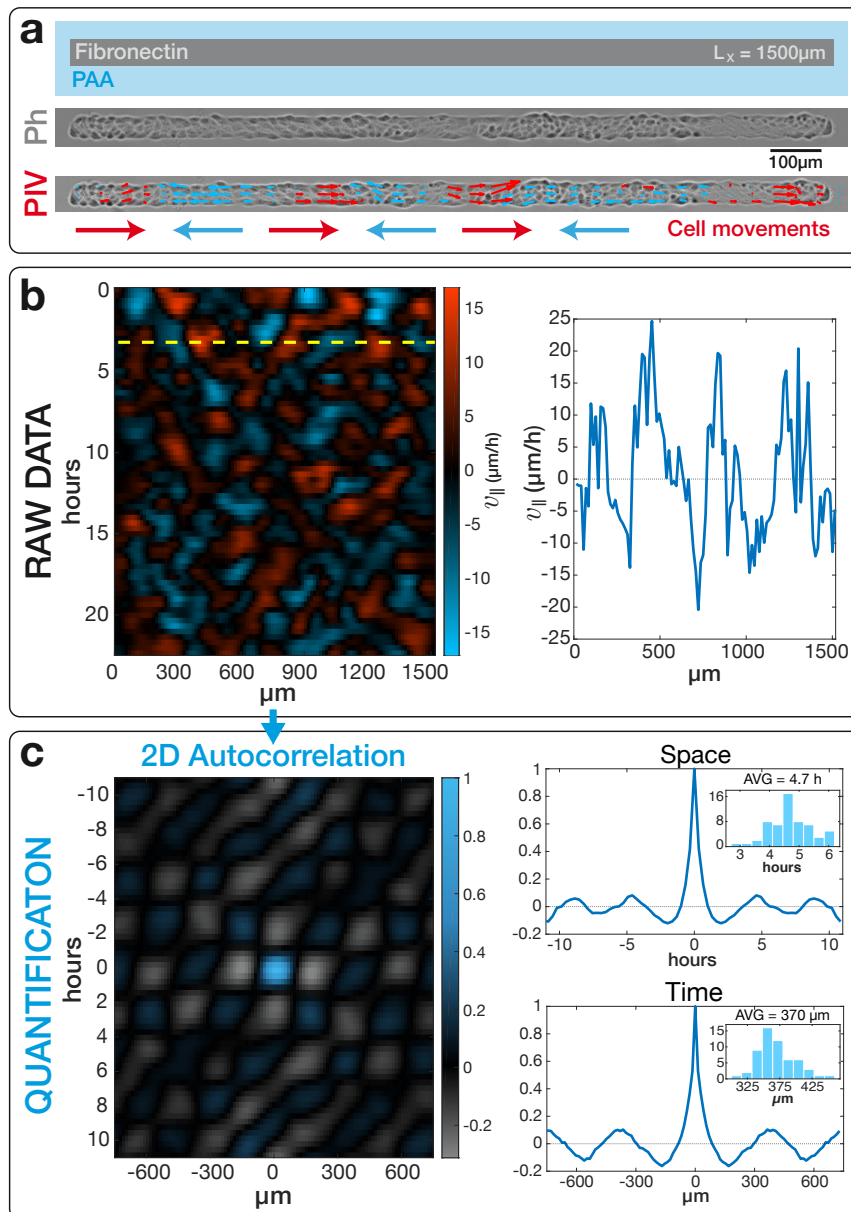 a
Fibronectin
Lx = 1500µm
PAA
Ph
100µm
PIV
Cell movements
b
RAW DATA
hours
0
5
10
15
20
0 300 600 900 1200 1500
µm
15
10
5
0
-5
-10
-15
v|| (µm/h)
25
20
15
10
5
0
-5
-10
-15
-20
-25
v|| (µm/h)
0 500 1000 1500
µm
c
2D Autocorrelation
QUANTIFICATON
hours
-10
-8
-6
-4
-2
0
2
4
6
8
10
-600 -300 0 300 600
µm
1
0.8
0.6
0.4
0.2
0
-0.2
Space
1
0.8
0.6
0.4
0.2
0
-0.2
-10 -5 0 5 10
hours
AVG = 4.7 h
16
8
0
3 4 5 6
hours
Time
1
0.8
0.6
0.4
0.2
0
-0.2
-600 -300 0 300 600
µm
AVG = 370 µm
15
10
5
0
325 375 425
µm